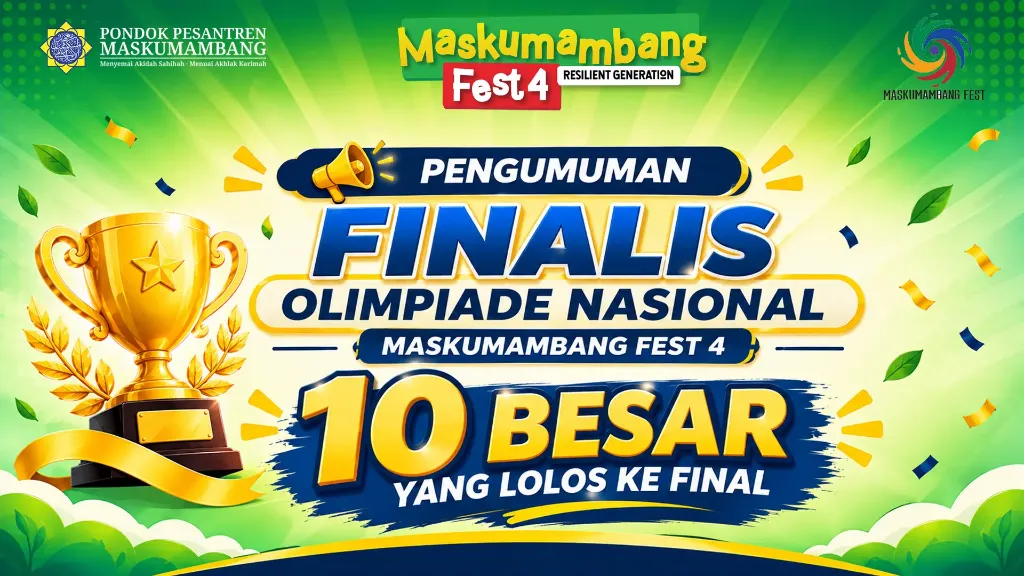 PONDOK PESANTREN
MASKUMAMBANG
Menyemai Akidah Sahihah - Menuai Akhlak Karimah
Maskumambang
Fest 4
RESILIENT GENERATION
MASKUMAMBANG FEST
PENGUMUMAN
FINALIS
OLIMPIADE NASIONAL
MASKUMAMBANG FEST 4
10 BESAR
YANG LOLOS KE FINAL